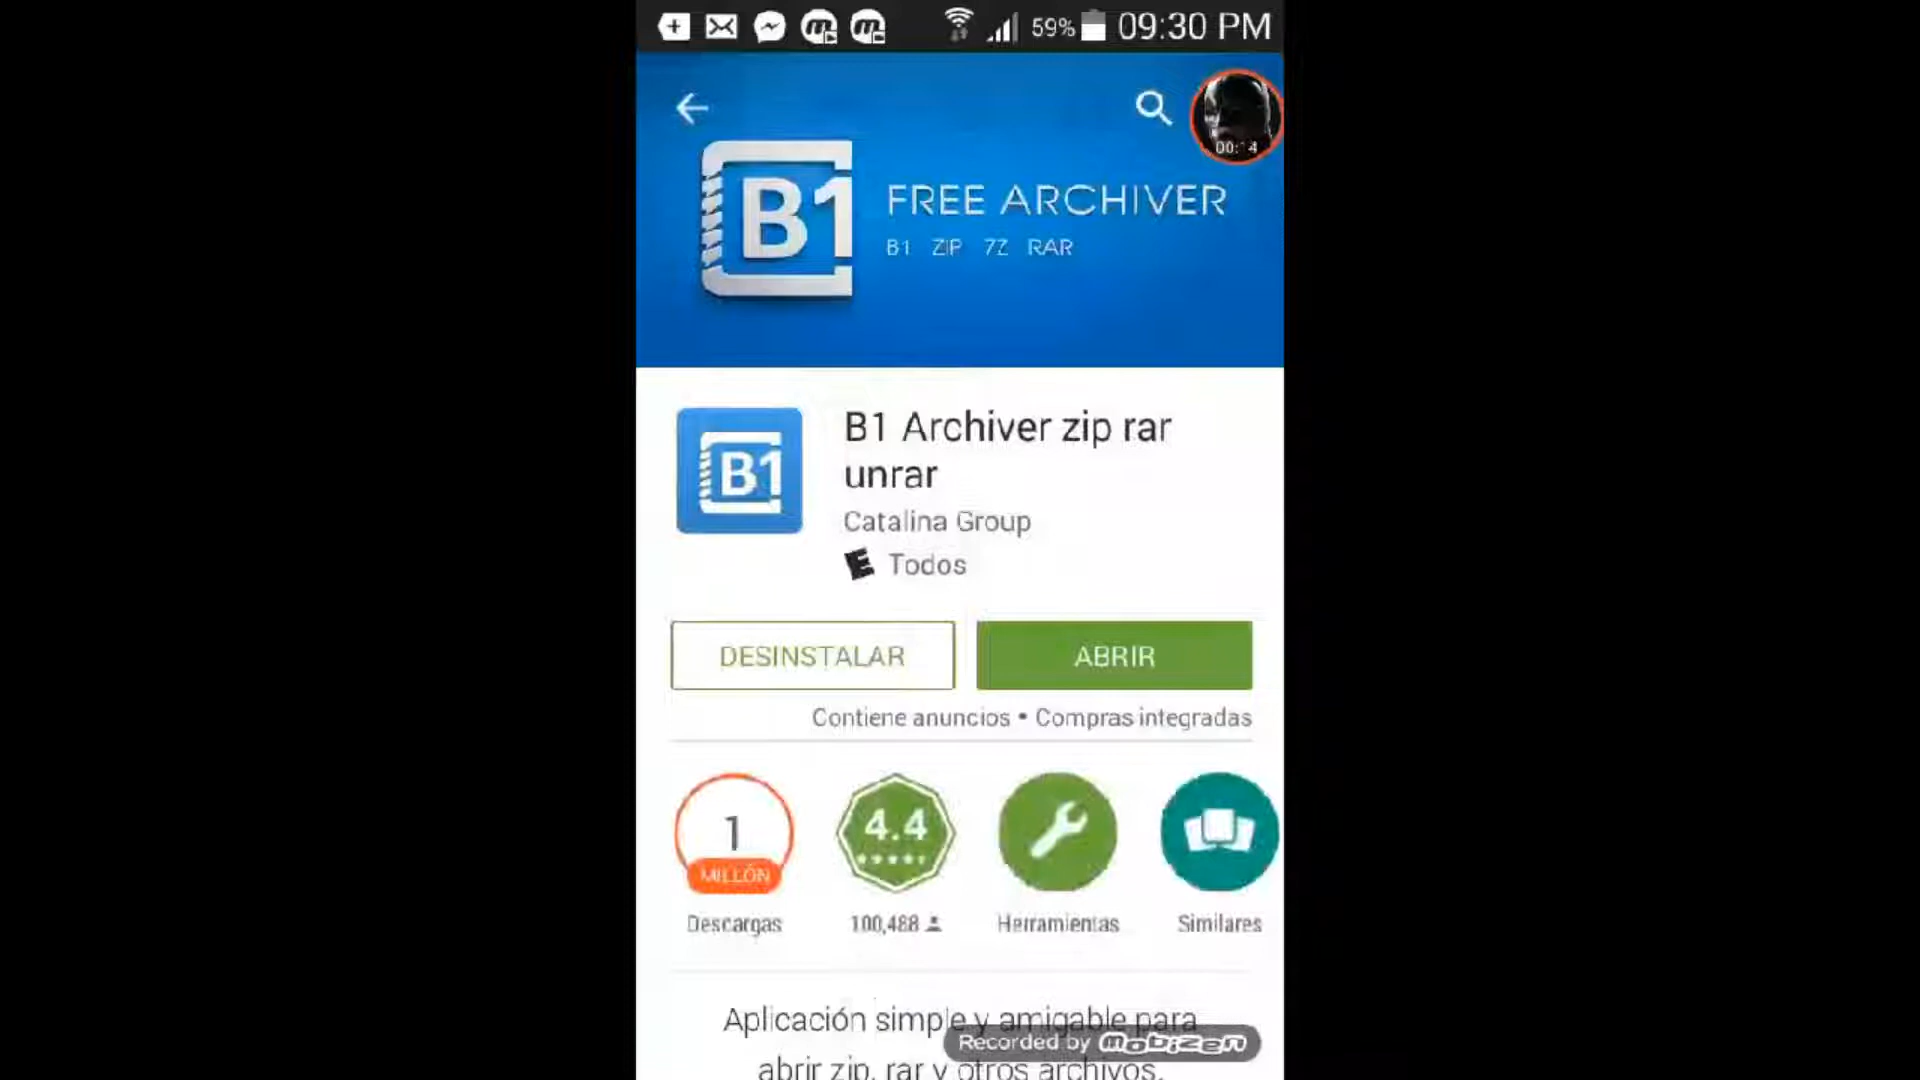 59% 09:30 PM
00:14
B1 FREE ARCHIVER
B1 ZIP 7Z RAR
B1
B1 Archiver zip rar
unrar
Catalina Group
E Todos
DESINSTALAR ABRIR
Contiene anuncios • Compras integradas
1 4.4
MILLÓN
Descargas 100,488 Herramientas Similares
Aplicación simple y amigable para
Recorded by mobizen
abrir zip, rar y otros archivos.